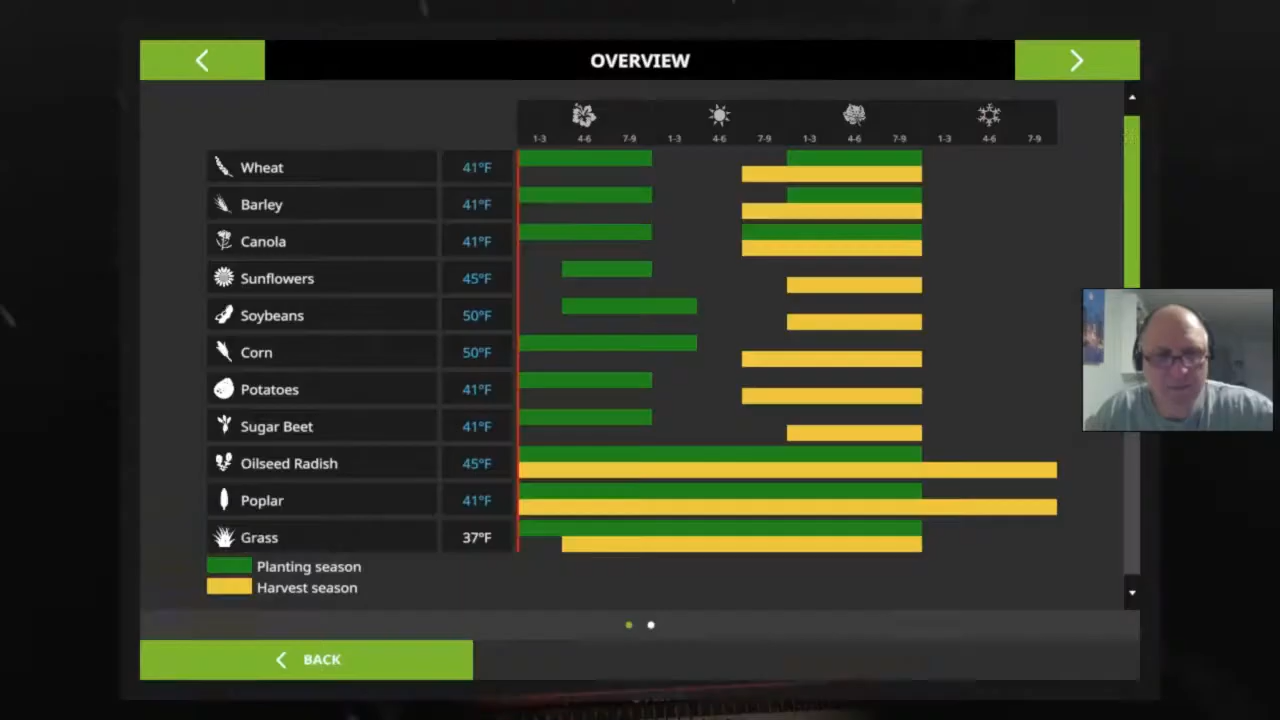 OVERVIEW
1-3 4-6 7-9 1-3 4-6 7-9 1-3 4-6 7-9 1-3 4-6 7-9
Wheat 41°F
Barley 41°F
Canola 41°F
Sunflowers 45°F
Soybeans 50°F
Corn 50°F
Potatoes 41°F
Sugar Beet 41°F
Oilseed Radish 45°F
Poplar 41°F
Grass 37°F
Planting season
Harvest season
BACK